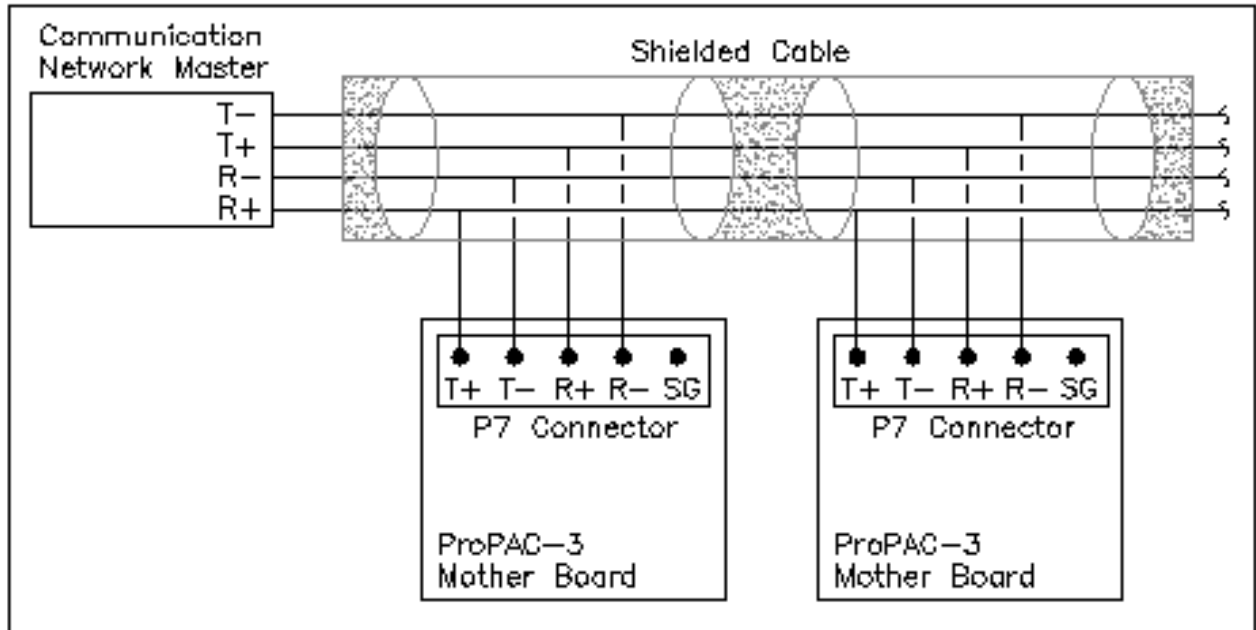 Communication
Network Master
Shielded Cable
T-
T+
R-
R+
T+ T- R+ R- SG
P7 Connector
ProPAC-3
Mother Board
T+ T- R+ R- SG
P7 Connector
ProPAC-3
Mother Board